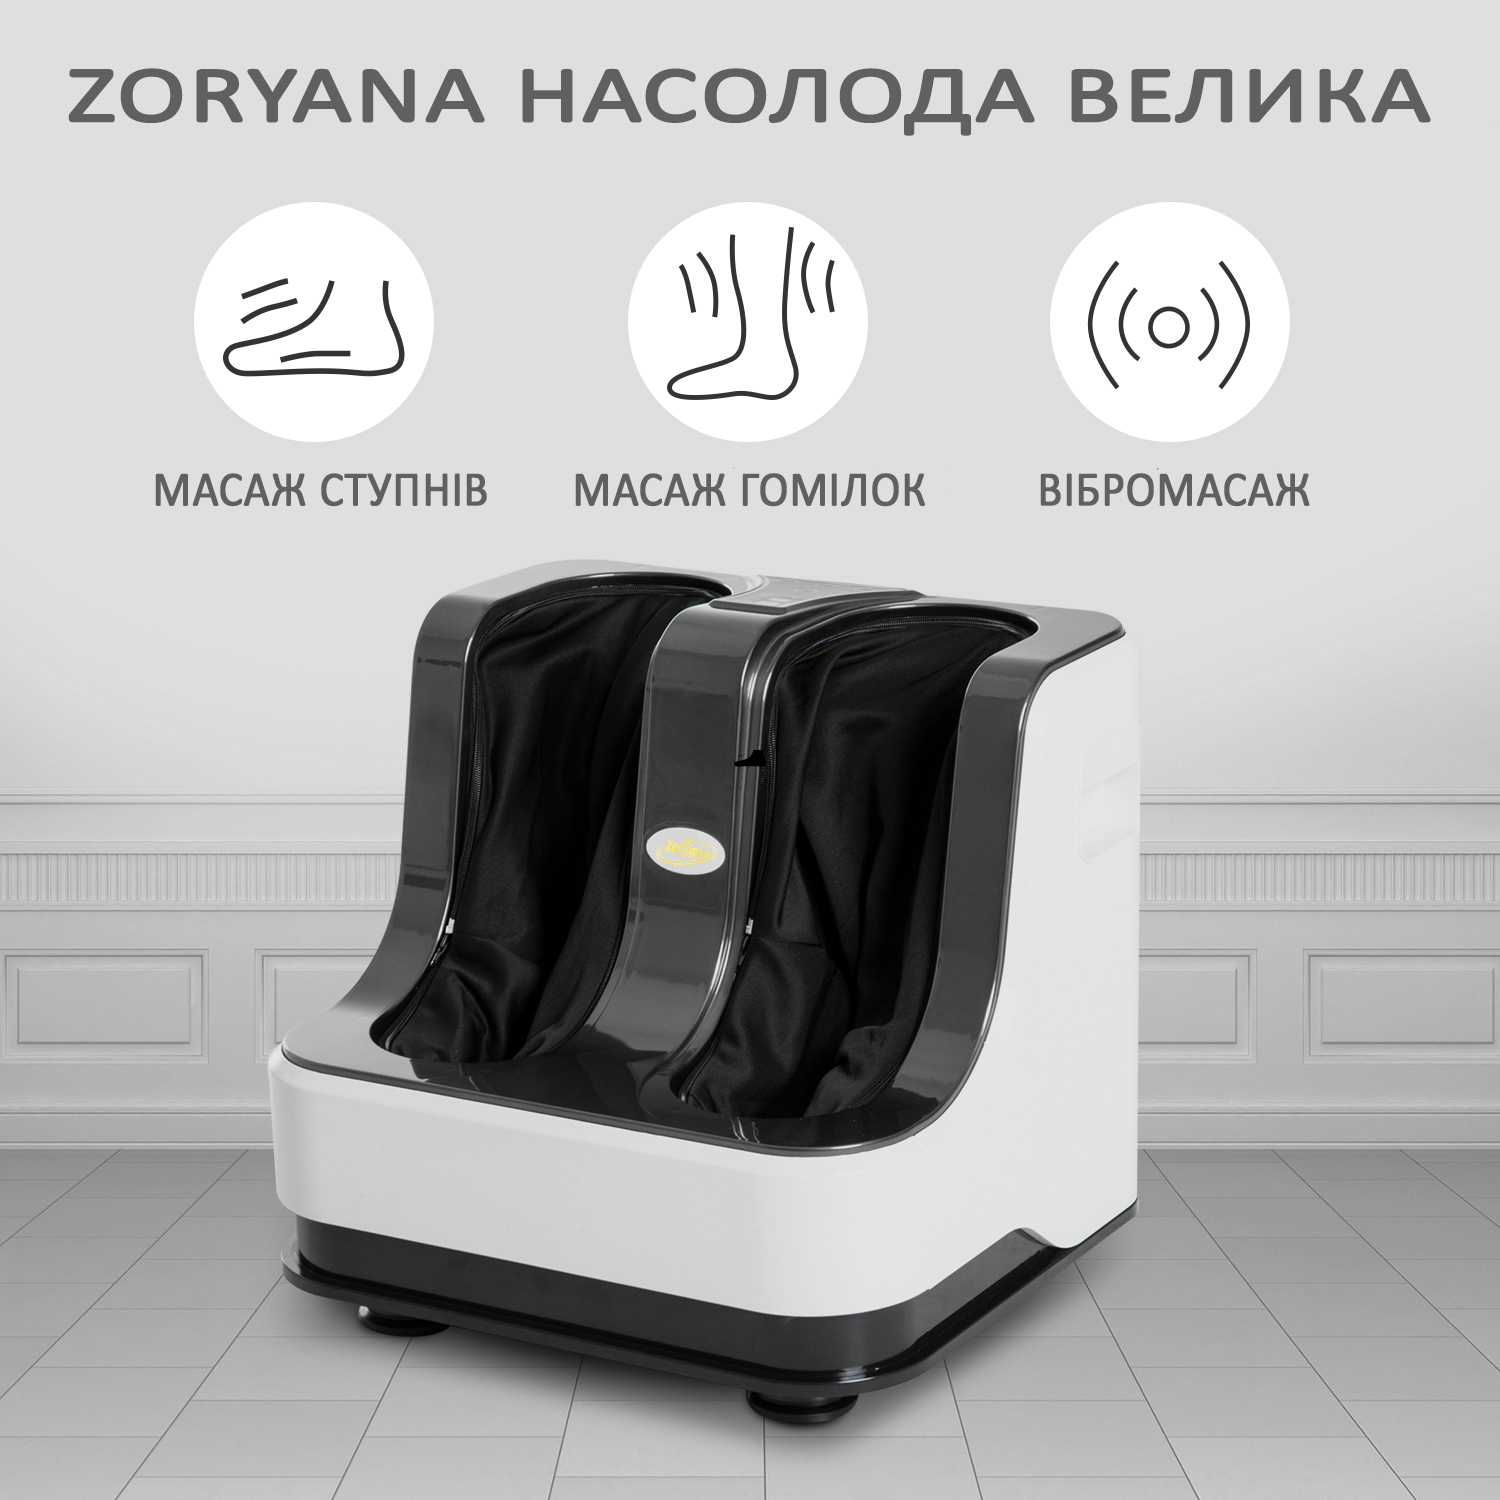 ZORYANA НАСОЛОДА ВЕЛИКА
МАСАЖ СТУПНІВ
МАСАЖ ГОМІЛОК
ВІБРОМАСАЖ